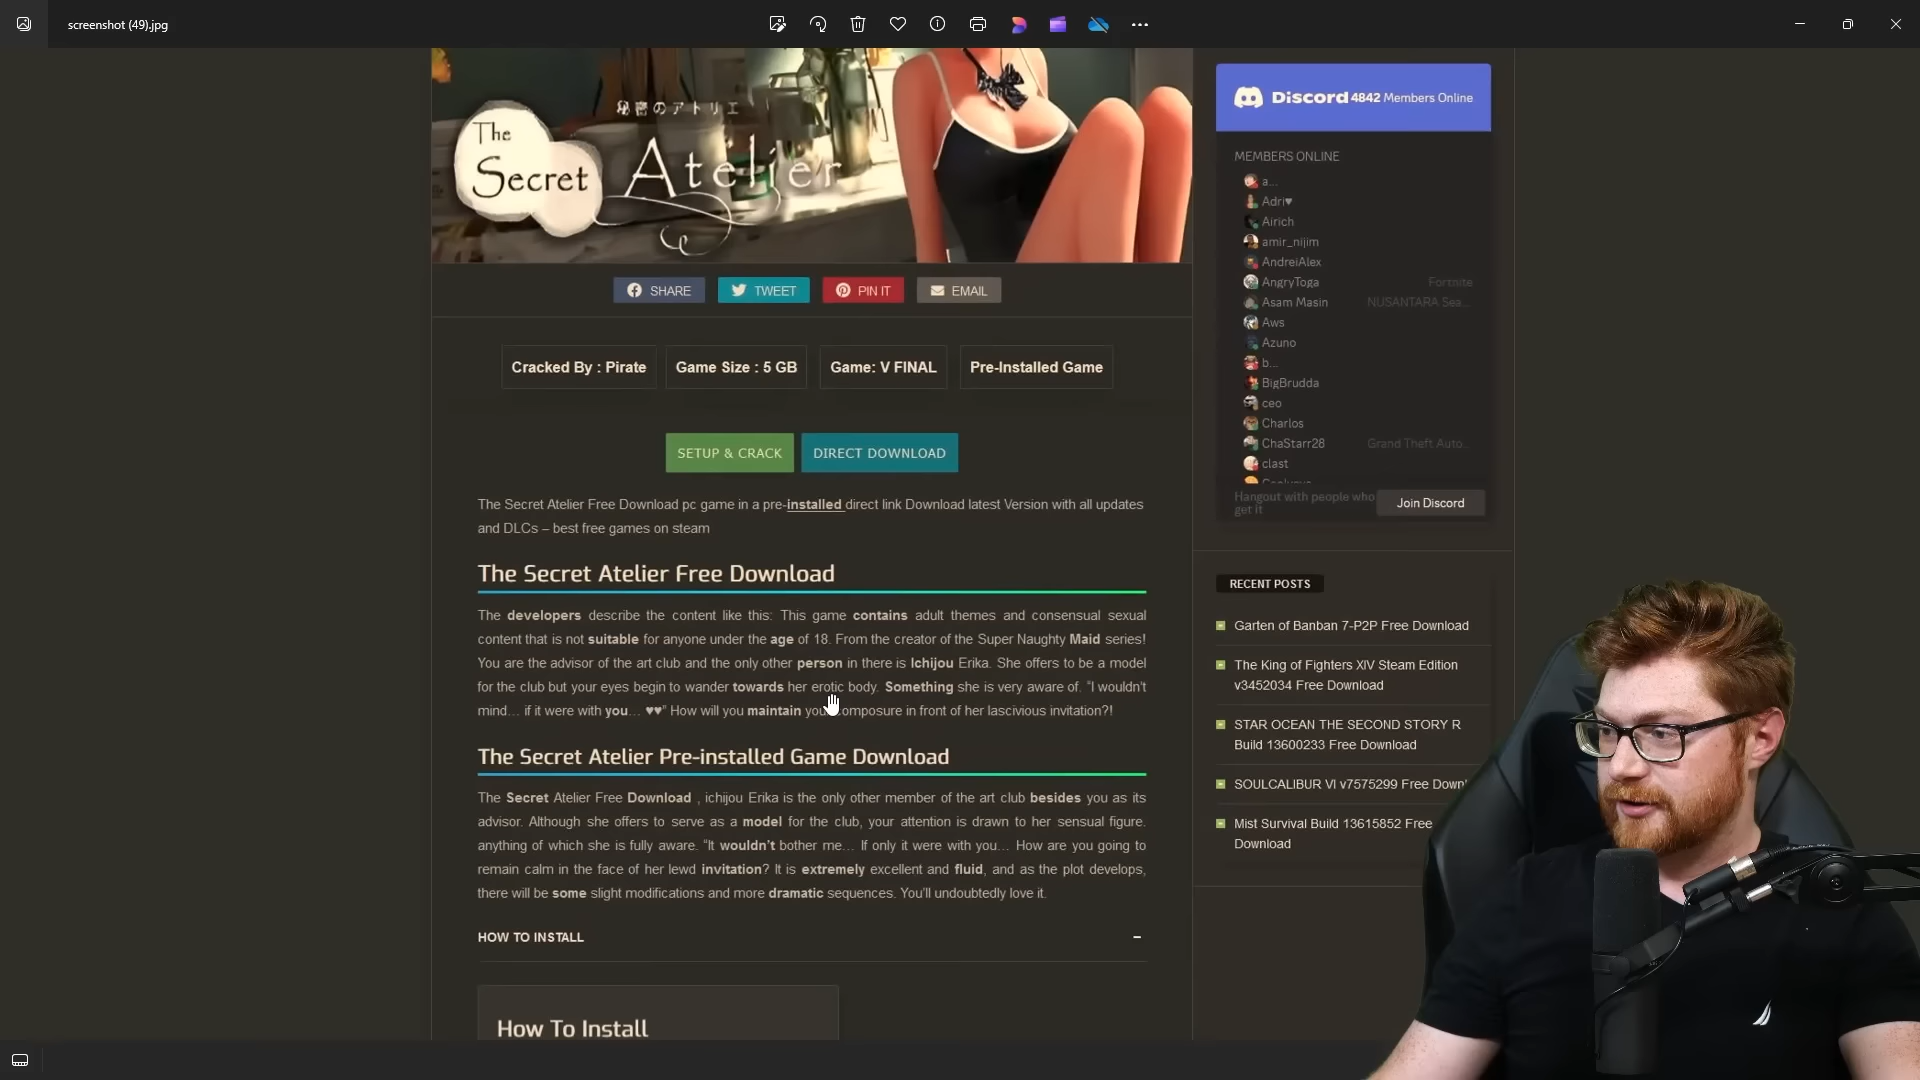 screenshot (49).jpg
秘密のアトリエ
The
Secret
Atelier
SHARE
TWEET
PIN IT
EMAIL
Cracked By : Pirate
Game Size : 5 GB
Game: V FINAL
Pre-Installed Game
SETUP & CRACK
DIRECT DOWNLOAD
The Secret Atelier Free Download pc game in a pre-installed direct link Download latest Version with all updates
and DLCs – best free games on steam
The Secret Atelier Free Download
The developers describe the content like this: This game contains adult themes and consensual sexual
content that is not suitable for anyone under the age of 18. From the creator of the Super Naughty Maid series!
You are the advisor of the art club and the only other person in there is Ichijou Erika. She offers to be a model
for the club but your eyes begin to wander towards her erotic body. Something she is very aware of. “I wouldn’t
mind… if it were with you… ♥♥” How will you maintain composure in front of her lascivious invitation?!
The Secret Atelier Pre-installed Game Download
The Secret Atelier Free Download , ichijou Erika is the only other member of the art club besides you as its
advisor. Although she offers to serve as a model for the club, your attention is drawn to her sensual figure.
anything of which she is fully aware. “It wouldn’t bother me… If only it were with you… How are you going to
remain calm in the face of her lewd invitation? It is extremely excellent and fluid, and as the plot develops,
there will be some slight modifications and more dramatic sequences. You’ll undoubtedly love it.
HOW TO INSTALL –
How To Install
Discord 4842 Members Online
MEMBERS ONLINE
a...
Adri♥
Airich
amir_nijim
AndreiAlex
AngryToga Fortnite
Asam Masin NUSANTARA Sea...
Aws
Azuno
b...
BigBrudda
ceo
Charlos
ChaStarr28 Grand Theft Auto...
clast
Hangout with people who
get it
Join Discord
RECENT POSTS
Garten of Banban 7-P2P Free Download
The King of Fighters XIV Steam Edition
v3452034 Free Download
STAR OCEAN THE SECOND STORY R
Build 13600233 Free Download
SOULCALIBUR VI v7575299 Free Down
Mist Survival Build 13615852 Free
Download